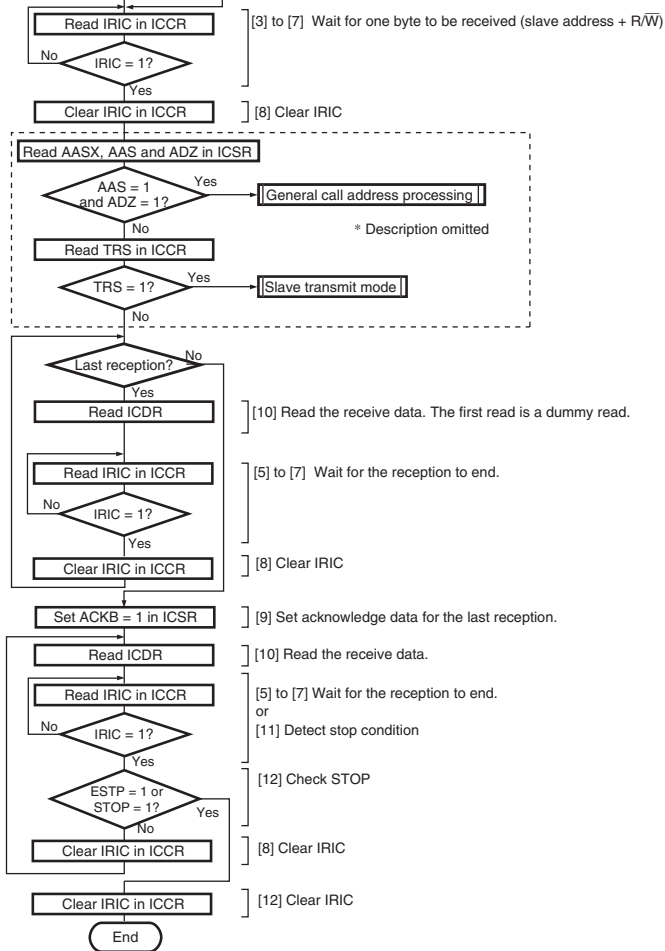 Read IRIC in ICCR
[3] to [7] Wait for one byte to be received (slave address + R/W̅)
No
IRIC = 1?
Yes
Clear IRIC in ICCR
[8] Clear IRIC
Read AASX, AAS and ADZ in ICSR
AAS = 1
and ADZ = 1?
Yes
General call address processing
No
* Description omitted
Read TRS in ICCR
TRS = 1?
Yes
Slave transmit mode
No
Last reception?
No
Yes
Read ICDR
[10] Read the receive data. The first read is a dummy read.
Read IRIC in ICCR
[5] to [7] Wait for the reception to end.
No
IRIC = 1?
Yes
Clear IRIC in ICCR
[8] Clear IRIC
Set ACKB = 1 in ICSR
[9] Set acknowledge data for the last reception.
Read ICDR
[10] Read the receive data.
Read IRIC in ICCR
[5] to [7] Wait for the reception to end.
or
[11] Detect stop condition
No
IRIC = 1?
Yes
ESTP = 1 or
STOP = 1?
[12] Check STOP
Yes
No
Clear IRIC in ICCR
[8] Clear IRIC
Clear IRIC in ICCR
[12] Clear IRIC
End